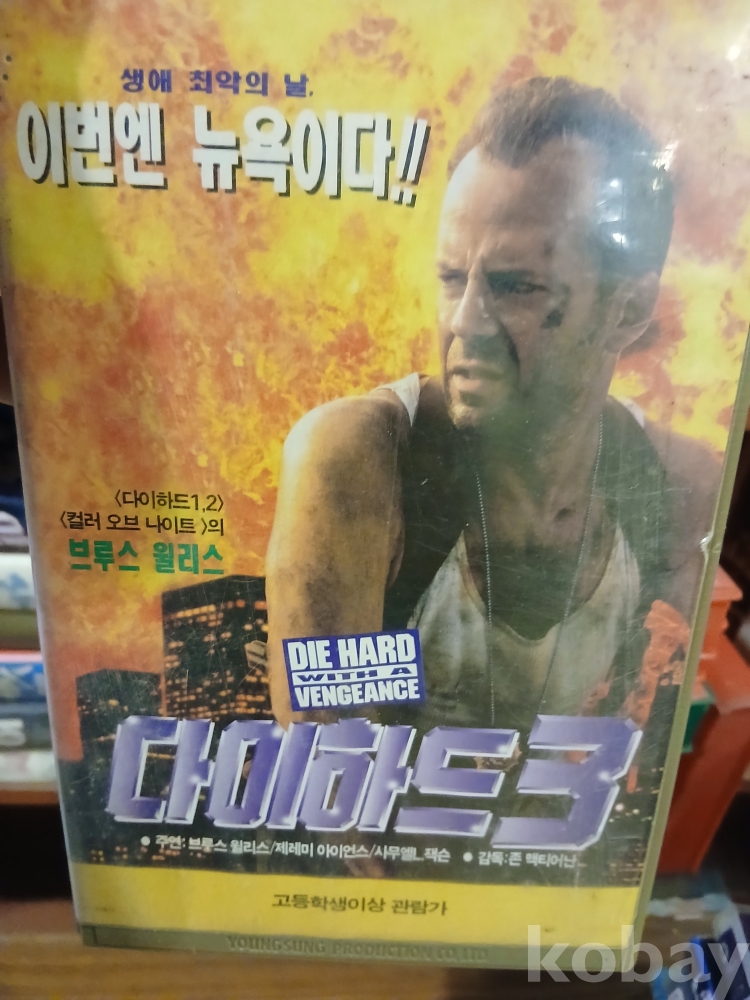 생애 최악의 날,
이번엔 뉴욕이다!!
〈다이하드1,2〉
〈컬러 오브 나이트 〉의
브루스 윌리스
DIE HARD
WITH A
VENGEANCE
다이하드3
● 주연: 브루스 윌리스/제레미 아이언스/사무엘L.잭슨 ● 감독:존 맥티어난
고등학생이상 관람가
YOUNGSUNG PRODUCTION CO.LTD
kobay